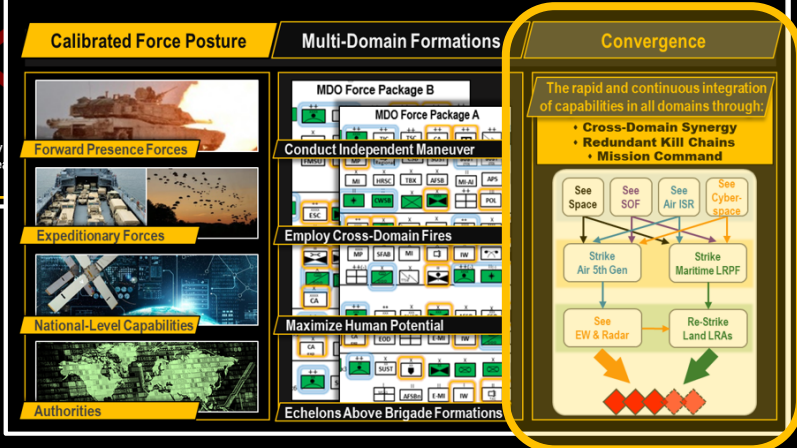 Calibrated Force Posture
Forward Presence Forces
Expeditionary Forces
National-Level Capabilities
Authorities
Multi-Domain Formations
MDO Force Package B
MDO Force Package A
Conduct Independent Maneuver
FMSU
MI
HRSC
TBX
AFSB
MI-AI
APS
CWSB
POL
ESC
Employ Cross-Domain Fires
MP
SFAB
MI
IW
CA
Maximize Human Potential
CA
EOD
C-MI
IW
SUST
AFSBn
E-MI
IW
Echelons Above Brigade Formations
Convergence
The rapid and continuous integration
of capabilities in all domains through:
• Cross-Domain Synergy
• Redundant Kill Chains
• Mission Command
See
Space
See
SOF
See
Air ISR
See
Cyber-
space
Strike
Air 5th Gen
Strike
Maritime LRPF
See
EW & Radar
Re-Strike
Land LRAs